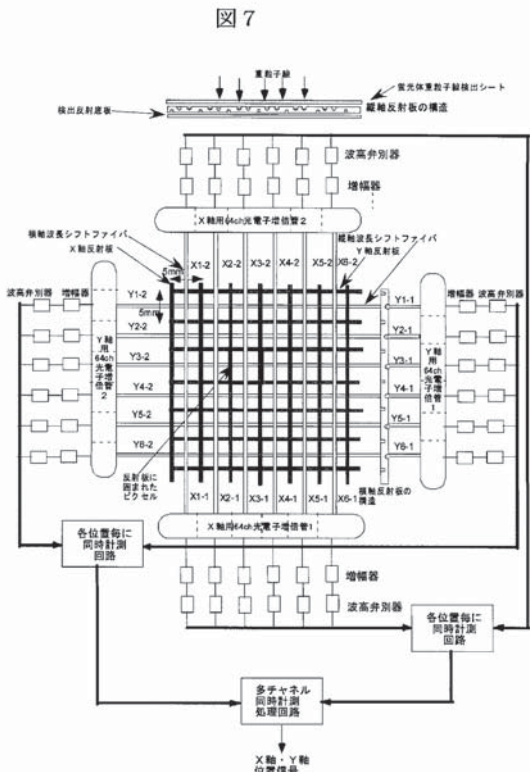 図7
重粒子線
蛍光体重粒子線検出シート
検出反射底板
縦軸反射板の構造
波高弁別器
増幅器
X軸用64ch光電子増倍管2
横軸波長シフトファイバ
X軸反射板
縦軸波長シフトファイバ
Y軸反射板
5mm
X1-2
X2-2
X3-2
X4-2
X5-2
X6-2
波高弁別器
増幅器
Y1-2
5mm
Y2-2
Y3-2
Y4-2
Y5-2
Y6-2
Y軸用
64ch
光電子増倍管2
Y1-1
Y2-1
Y3-1
Y4-1
Y5-1
Y6-1
Y軸用
64ch
光電子増倍管1
増幅器
波高弁別器
反射板に
囲まれた
ピクセル
X1-1
X2-1
X3-1
X4-1
X5-1
X6-1
横軸反射板の
構造
X軸用64ch光電子増倍管1
各位置毎に
同時計測
回路
増幅器
波高弁別器
各位置毎に
同時計測
回路
多チャネル
同時計測
処理回路
X軸・Y軸
位置信号